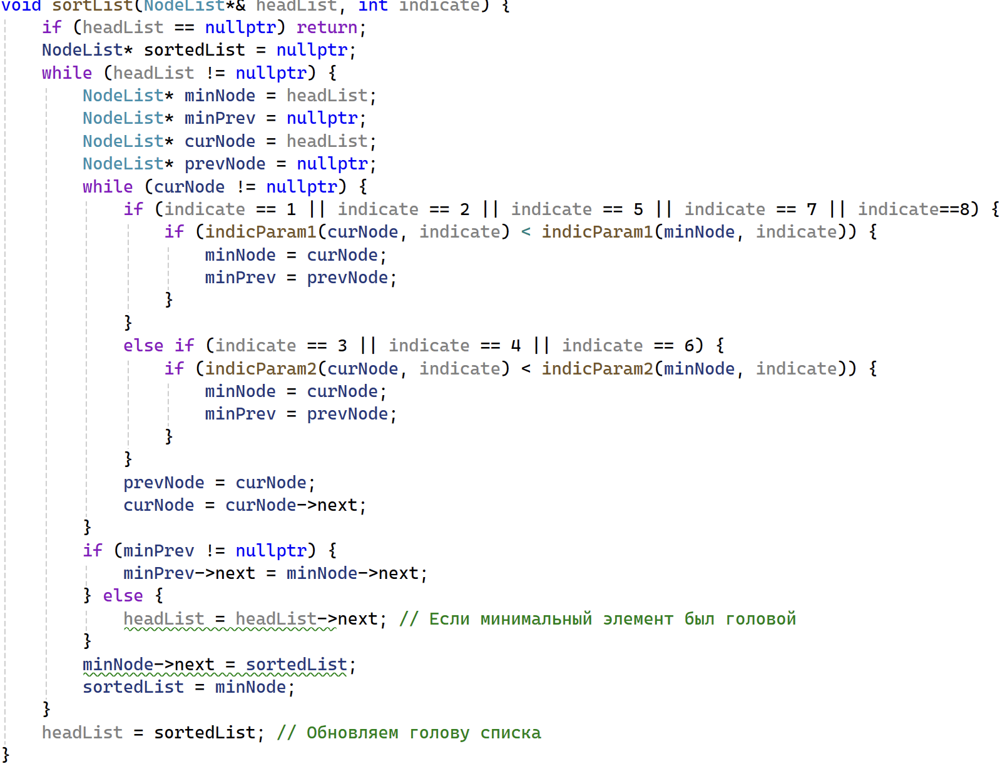 void sortList(NodeList*& headList, int indicate) {
    if (headList == nullptr) return;
    NodeList* sortedList = nullptr;
    while (headList != nullptr) {
        NodeList* minNode = headList;
        NodeList* minPrev = nullptr;
        NodeList* curNode = headList;
        NodeList* prevNode = nullptr;
        while (curNode != nullptr) {
            if (indicate == 1 || indicate == 2 || indicate == 5 || indicate == 7 || indicate==8) {
                if (indicParam1(curNode, indicate) < indicParam1(minNode, indicate)) {
                    minNode = curNode;
                    minPrev = prevNode;
                }
            }
            else if (indicate == 3 || indicate == 4 || indicate == 6) {
                if (indicParam2(curNode, indicate) < indicParam2(minNode, indicate)) {
                    minNode = curNode;
                    minPrev = prevNode;
                }
            }
            prevNode = curNode;
            curNode = curNode->next;
        }
        if (minPrev != nullptr) {
            minPrev->next = minNode->next;
        } else {
            headList = headList->next; // Если минимальный элемент был головой
        }
        minNode->next = sortedList;
        sortedList = minNode;
    }
    headList = sortedList; // Обновляем голову списка
}